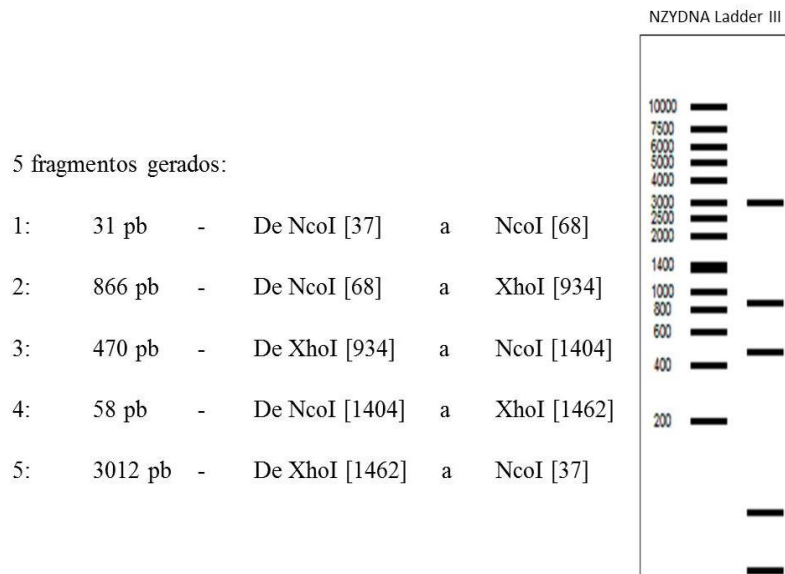 NZYDNA Ladder III
5 fragmentos gerados:
1: 31 pb - De NcoI [37] a NcoI [68]
2: 866 pb - De NcoI [68] a XhoI [934]
3: 470 pb - De XhoI [934] a NcoI [1404]
4: 58 pb - De NcoI [1404] a XhoI [1462]
5: 3012 pb - De XhoI [1462] a NcoI [37]
10000
7500
6000
5000
4000
3000
2500
2000
1400
1000
800
600
400
200